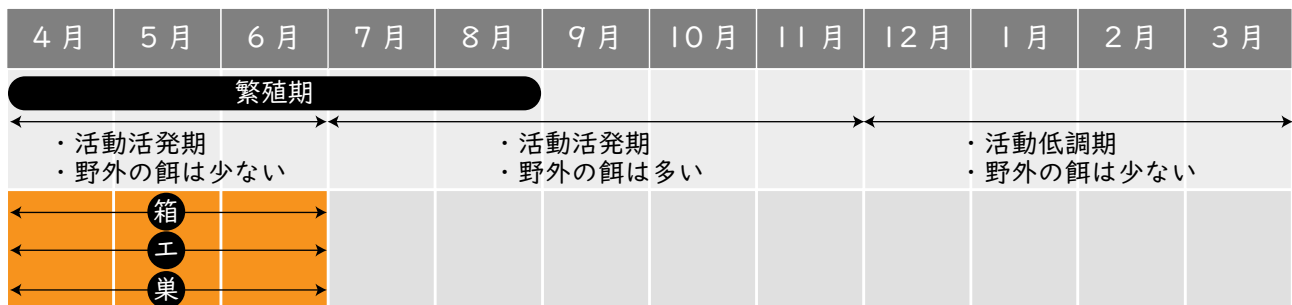 4月 5月 6月 7月 8月 9月 10月 11月 12月 1月 2月 3月
繁殖期
・活動活発期 ・活動活発期 ・活動低調期
・野外の餌は少ない ・野外の餌は多い ・野外の餌は少ない
箱
エ
巣